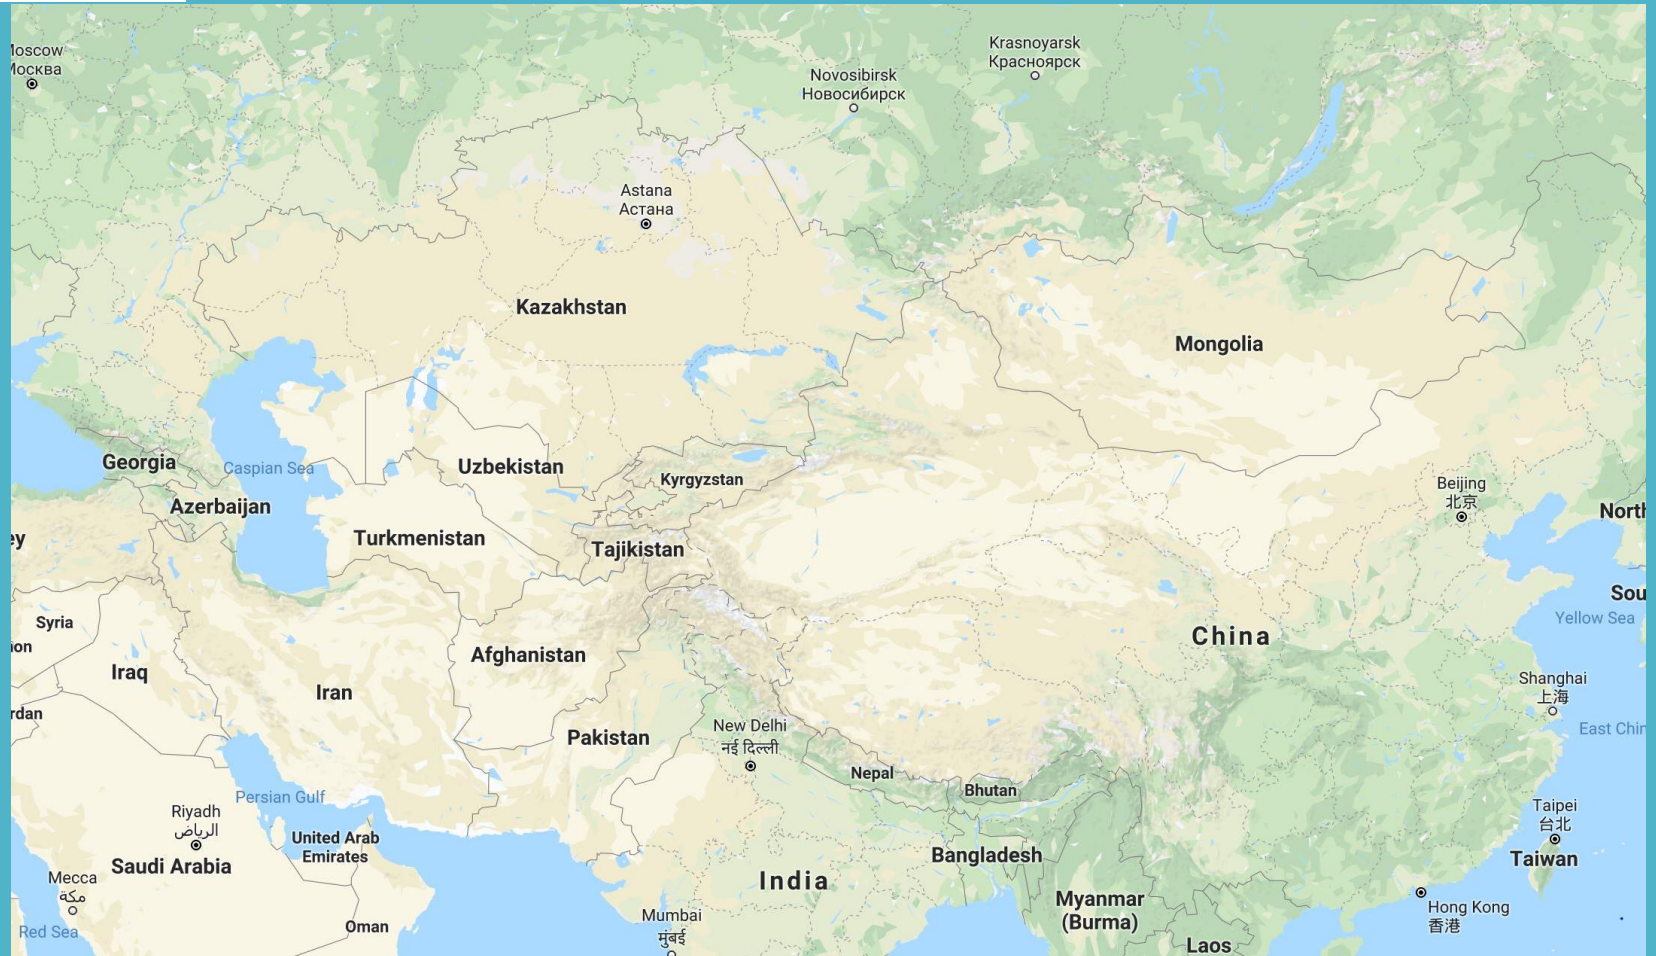 Moscow
Москва
Krasnoyarsk
Красноярск
Novosibirsk
Новосибирск
Astana
Астана
Kazakhstan
Mongolia
Georgia
Caspian Sea
Uzbekistan
Kyrgyzstan
Beijing
北京
Azerbaijan
North
ey
Turkmenistan
Tajikistan
Sou
Yellow Sea
Syria
China
non
Afghanistan
Iraq
Iran
Shanghai
上海
rdan
New Delhi
नई दिल्ली
East Chin
Pakistan
Nepal
Bhutan
Persian Gulf
Riyadh
الرياض
Taipei
台北
United Arab
Emirates
Bangladesh
Taiwan
Saudi Arabia
Mecca
مكة
India
Myanmar
(Burma)
Hong Kong
香港
Mumbai
मुंबई
Oman
Red Sea
Laos